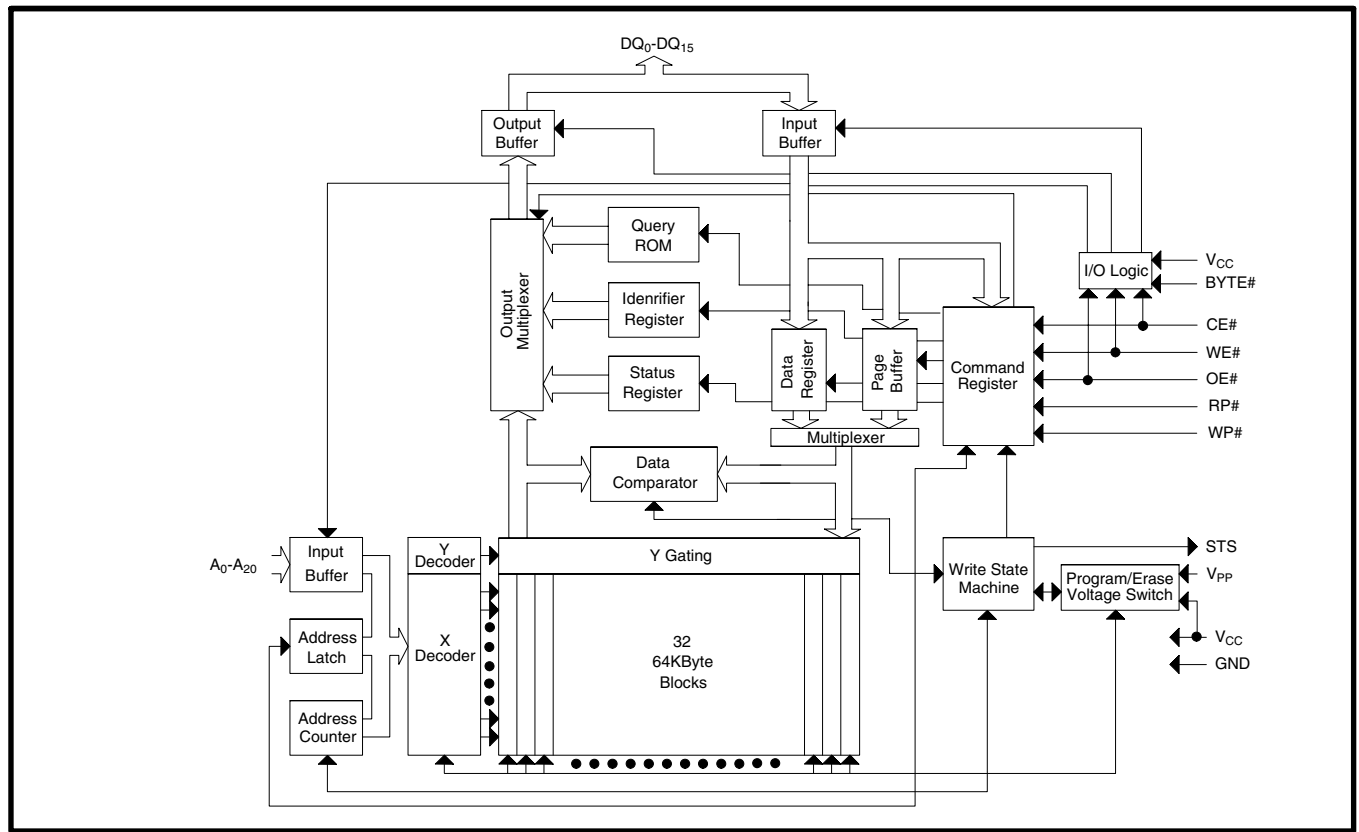 DQ0-DQ15
Output
Buffer
Input
Buffer
Query
ROM
I/O Logic
VCC
BYTE#
Output
Multiplexer
Idenrifier
Register
CE#
Data
Register
Page
Buffer
Command
Register
WE#
Status
Register
OE#
RP#
Multiplexer
WP#
Data
Comparator
A0-A20
Input
Buffer
Y
Decoder
Y Gating
Write State
Machine
STS
Program/Erase
Voltage Switch
VPP
Address
Latch
X
Decoder
32
64KByte
Blocks
VCC
GND
Address
Counter